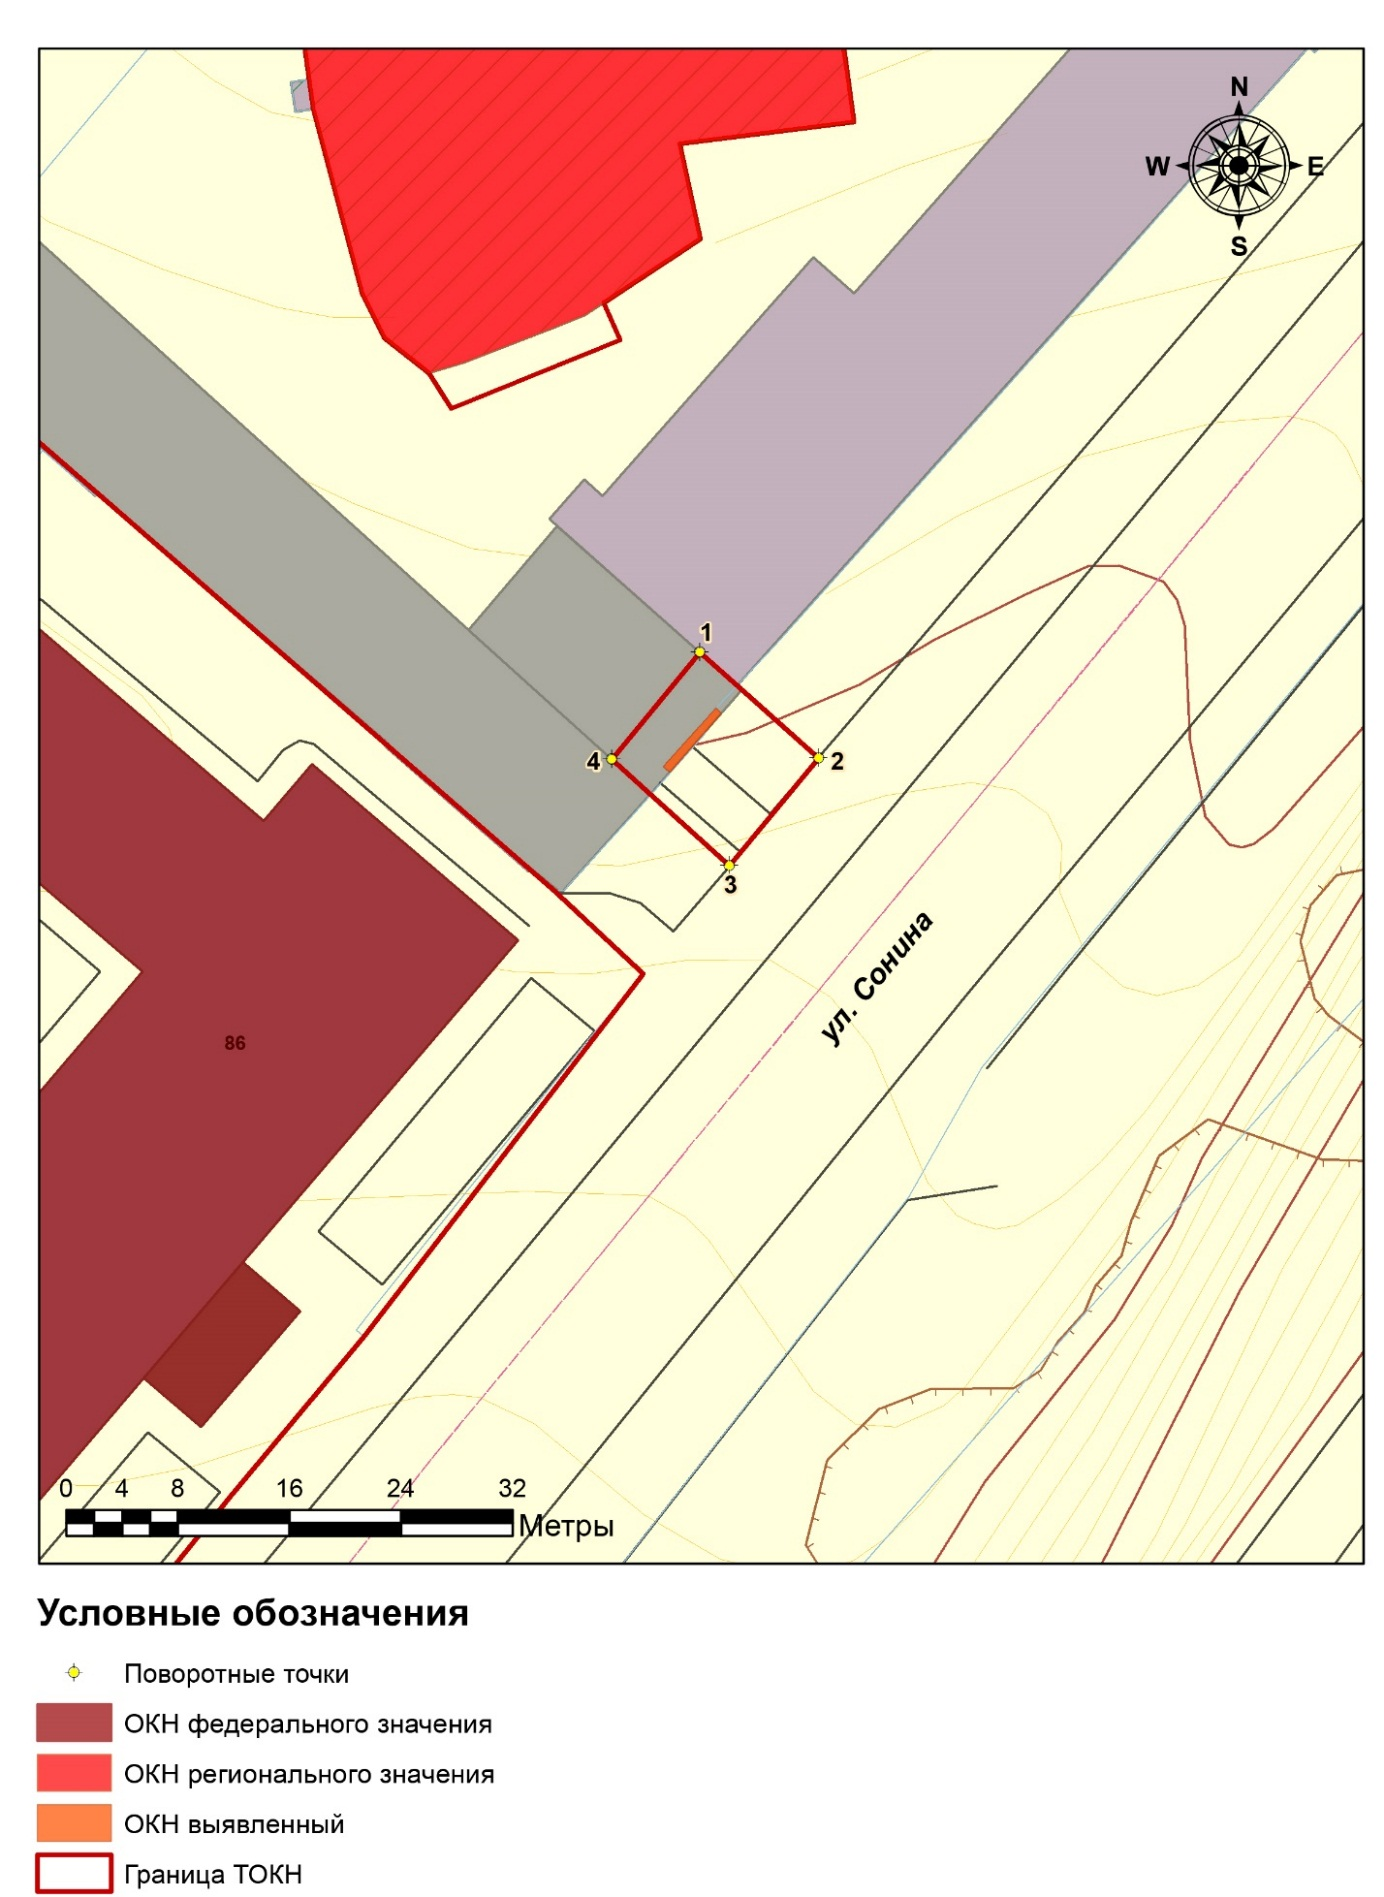 N
W E
S
1
2
4
3
ул. Сонина
86
0 4 8 16 24 32
Метры
Условные обозначения
Поворотные точки
ОКН федерального значения
ОКН регионального значения
ОКН выявленный
Граница ТОКН